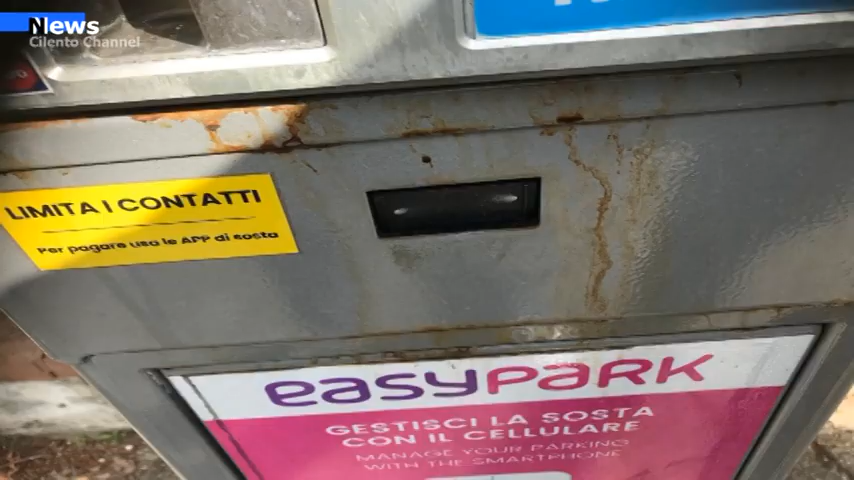 News
Cilento Channel
LIMITA I CONTATTI
Per pagare usa le APP di sosta
easyPARK
GESTISCI LA SOSTA
CON IL CELLULARE
MANAGE YOUR PARKING
WITH THE SMARTPHONE